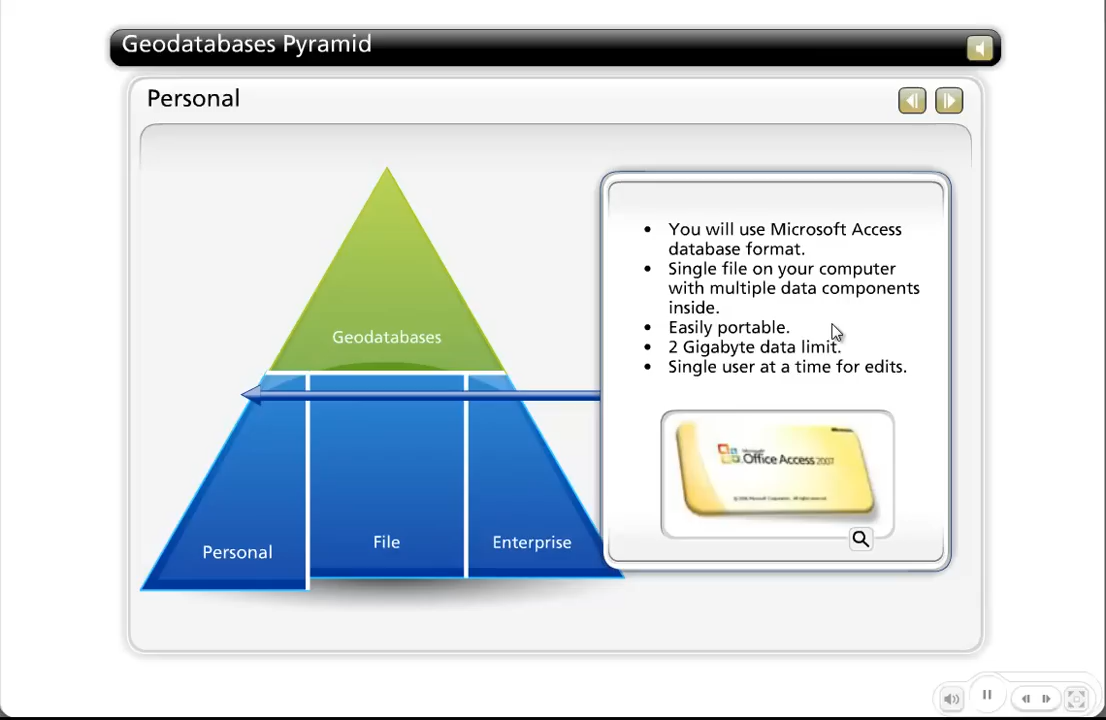 Geodatabases Pyramid
Personal
Geodatabases
Personal
File
Enterprise
• You will use Microsoft Access
database format.
• Single file on your computer
with multiple data components
inside.
• Easily portable.
• 2 Gigabyte data limit.
• Single user at a time for edits.
Microsoft
Office Access 2007